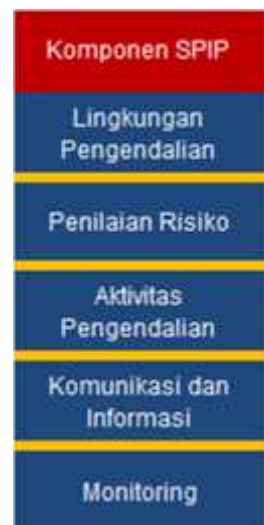 Komponen SPIP
Lingkungan
Pengendalian
Penilaian Risiko
Aktivitas
Pengendalian
Komunikasi dan
Informasi
Monitoring